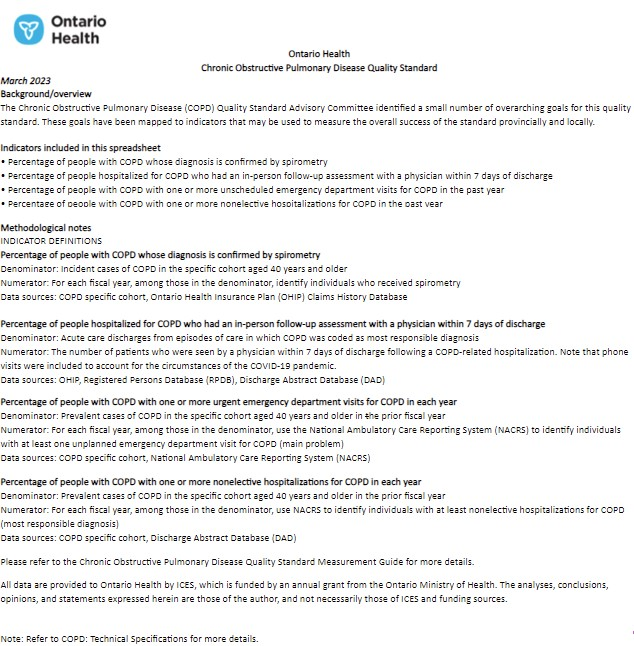 Ontario
Health
Ontario Health
Chronic Obstructive Pulmonary Disease Quality Standard
March 2023
Background/overview
The Chronic Obstructive Pulmonary Disease (COPD) Quality Standard Advisory Committee identified a small number of overarching goals for this quality
standard. These goals have been mapped to indicators that may be used to measure the overall success of the standard provincially and locally.
Indicators included in this spreadsheet
• Percentage of people with COPD whose diagnosis is confirmed by spirometry
• Percentage of people hospitalized for COPD who had an in-person follow-up assessment with a physician within 7 days of discharge
• Percentage of people with COPD with one or more unscheduled emergency department visits for COPD in the past year
• Percentage of people with COPD with one or more nonelective hospitalizations for COPD in the past year
Methodological notes
INDICATOR DEFINITIONS
Percentage of people with COPD whose diagnosis is confirmed by spirometry
Denominator: Incident cases of COPD in the specific cohort aged 40 years and older
Numerator: For each fiscal year, among those in the denominator, identify individuals who received spirometry
Data sources: COPD specific cohort, Ontario Health Insurance Plan (OHIP) Claims History Database
Percentage of people hospitalized for COPD who had an in-person follow-up assessment with a physician within 7 days of discharge
Denominator: Acute care discharges from episodes of care in which COPD was coded as most responsible diagnosis
Numerator: The number of patients who were seen by a physician within 7 days of discharge following a COPD-related hospitalization. Note that phone
visits were included to account for the circumstances of the COVID-19 pandemic.
Data sources: OHIP, Registered Persons Database (RPDB), Discharge Abstract Database (DAD)
Percentage of people with COPD with one or more urgent emergency department visits for COPD in each year
Denominator: Prevalent cases of COPD in the specific cohort aged 40 years and older in the prior fiscal year
Numerator: For each fiscal year, among those in the denominator, use the National Ambulatory Care Reporting System (NACRS) to identify individuals
with at least one unplanned emergency department visit for COPD (main problem)
Data sources: COPD specific cohort, National Ambulatory Care Reporting System (NACRS)
Percentage of people with COPD with one or more nonelective hospitalizations for COPD in each year
Denominator: Prevalent cases of COPD in the specific cohort aged 40 years and older in the prior fiscal year
Numerator: For each fiscal year, among those in the denominator, use NACRS to identify individuals with at least nonelective hospitalizations for COPD
(most responsible diagnosis)
Data sources: COPD specific cohort, Discharge Abstract Database (DAD)
Please refer to the Chronic Obstructive Pulmonary Disease Quality Standard Measurement Guide for more details.
All data are provided to Ontario Health by ICES, which is funded by an annual grant from the Ontario Ministry of Health. The analyses, conclusions,
opinions, and statements expressed herein are those of the author, and not necessarily those of ICES and funding sources.
Note: Refer to COPD: Technical Specifications for more details.